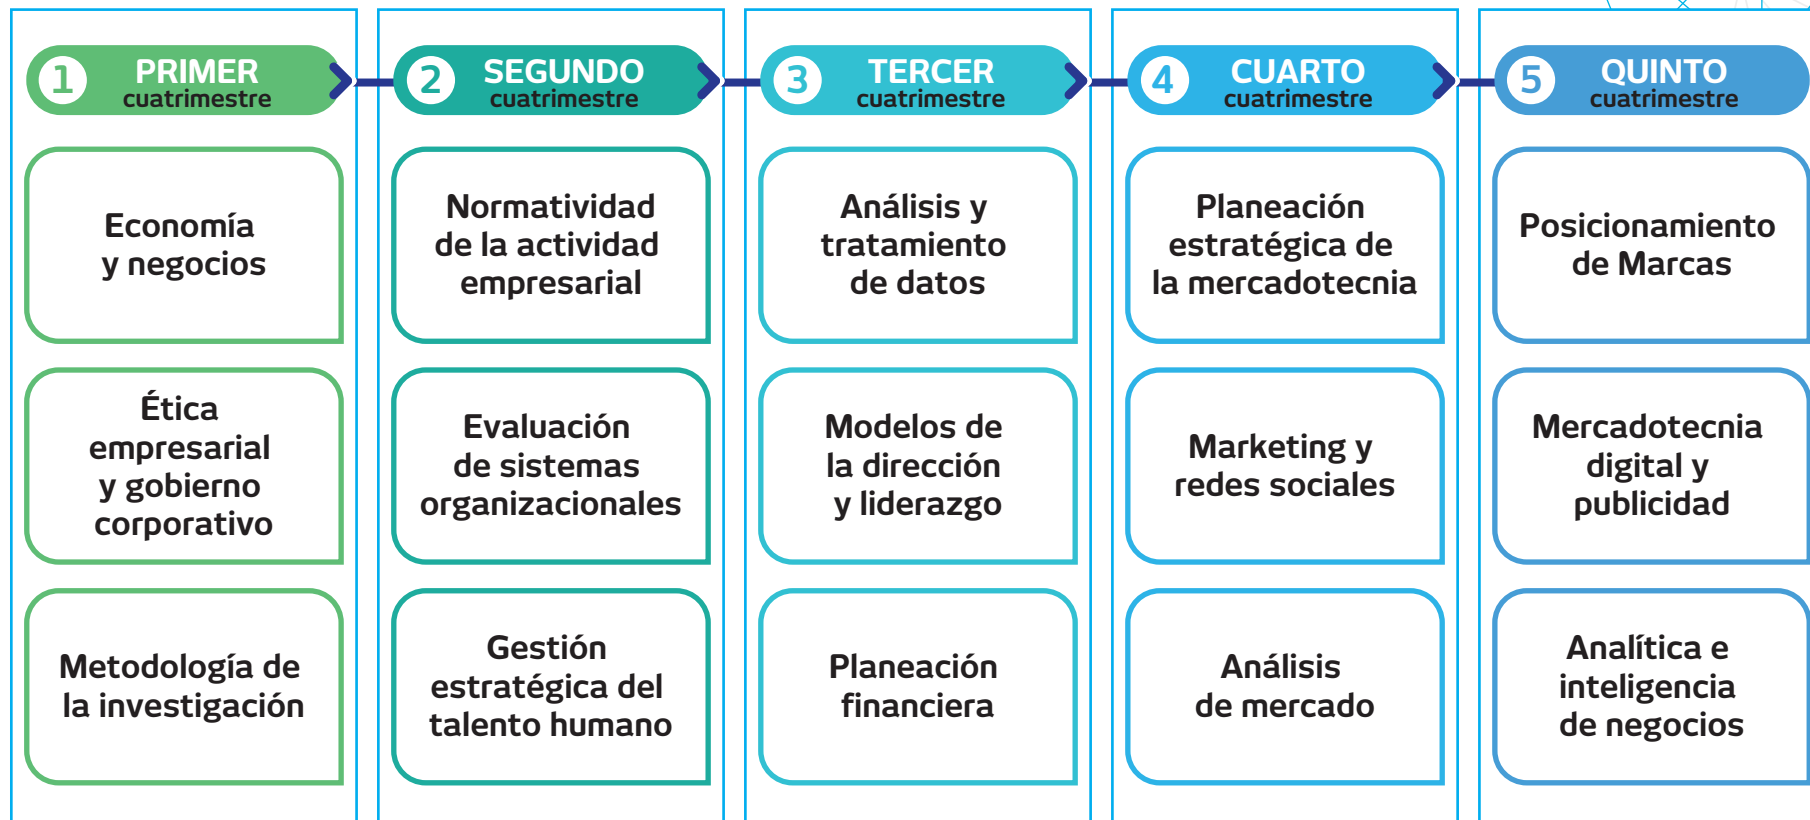 1
PRIMER
cuatrimestre
Economía
y negocios
Ética
empresarial
y gobierno
corporativo
Metodología de
la investigación
2
SEGUNDO
cuatrimestre
Normatividad
de la actividad
empresarial
Evaluación
de sistemas
organizacionales
Gestión
estratégica del
talento humano
3
TERCER
cuatrimestre
Análisis y
tratamiento
de datos
Modelos de
la dirección
y liderazgo
Planeación
financiera
4
CUARTO
cuatrimestre
Planeación
estratégica de
la mercadotecnia
Marketing y
redes sociales
Análisis
de mercado
5
QUINTO
cuatrimestre
Posicionamiento
de Marcas
Mercadotecnia
digital y
publicidad
Analítica e
inteligencia
de negocios